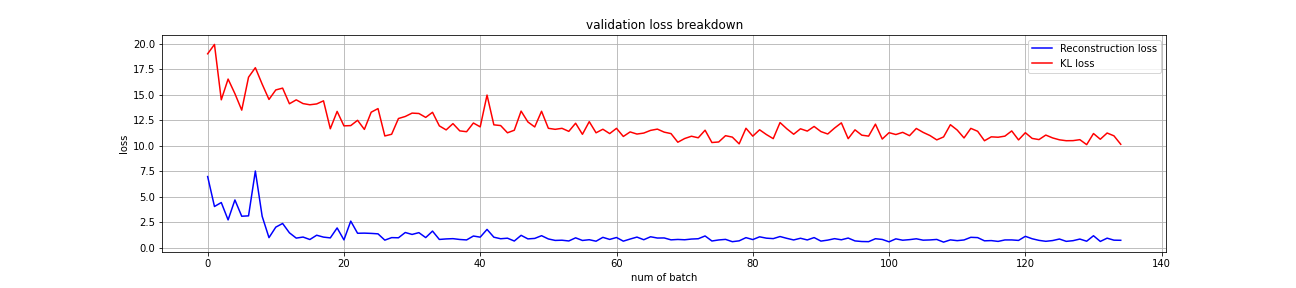 validation loss breakdown
loss
20.0
17.5
15.0
12.5
10.0
7.5
5.0
2.5
0.0
Reconstruction loss
KL loss
0 20 40 60 80 100 120 140
num of batch